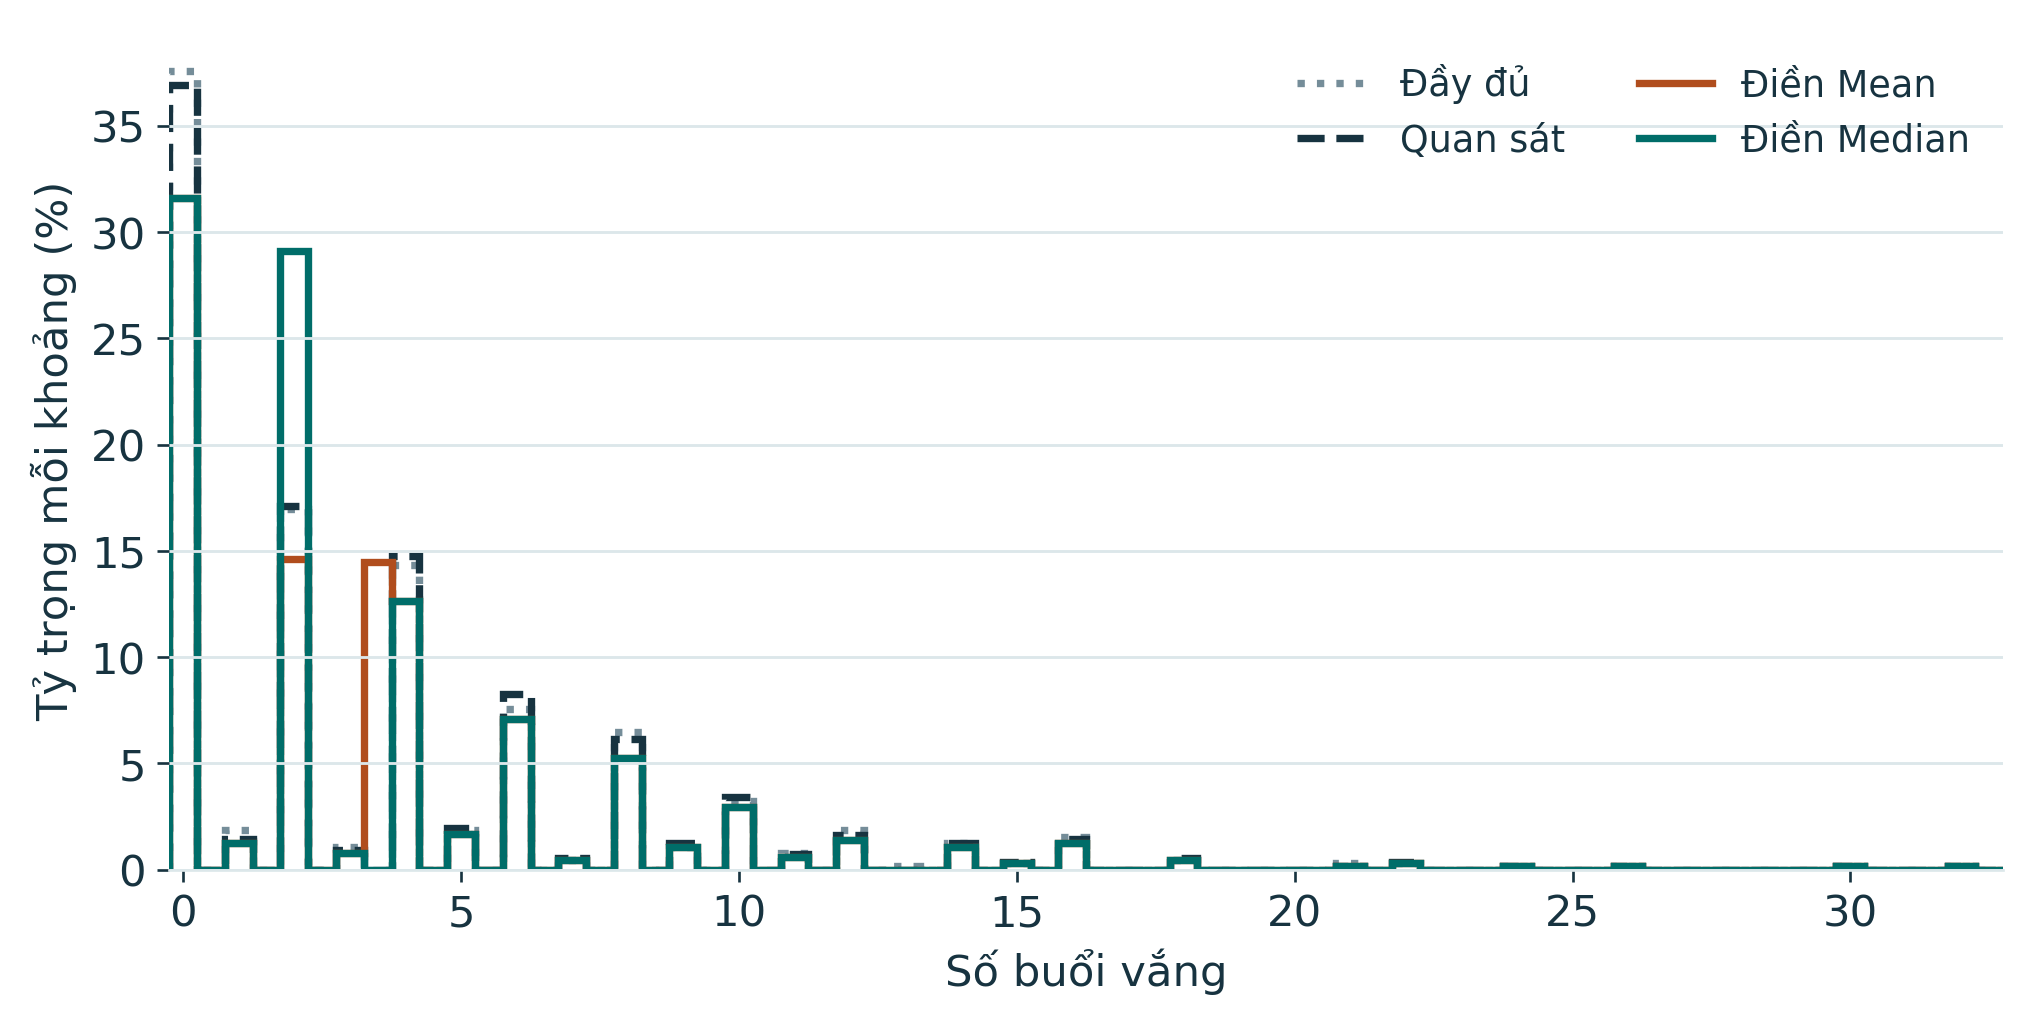 Đầy đủ
Quan sát
Điền Mean
Điền Median
Tỷ trọng mỗi khoảng (%)
35
30
25
20
15
10
5
0
0 5 10 15 20 25 30
Số buổi vắng